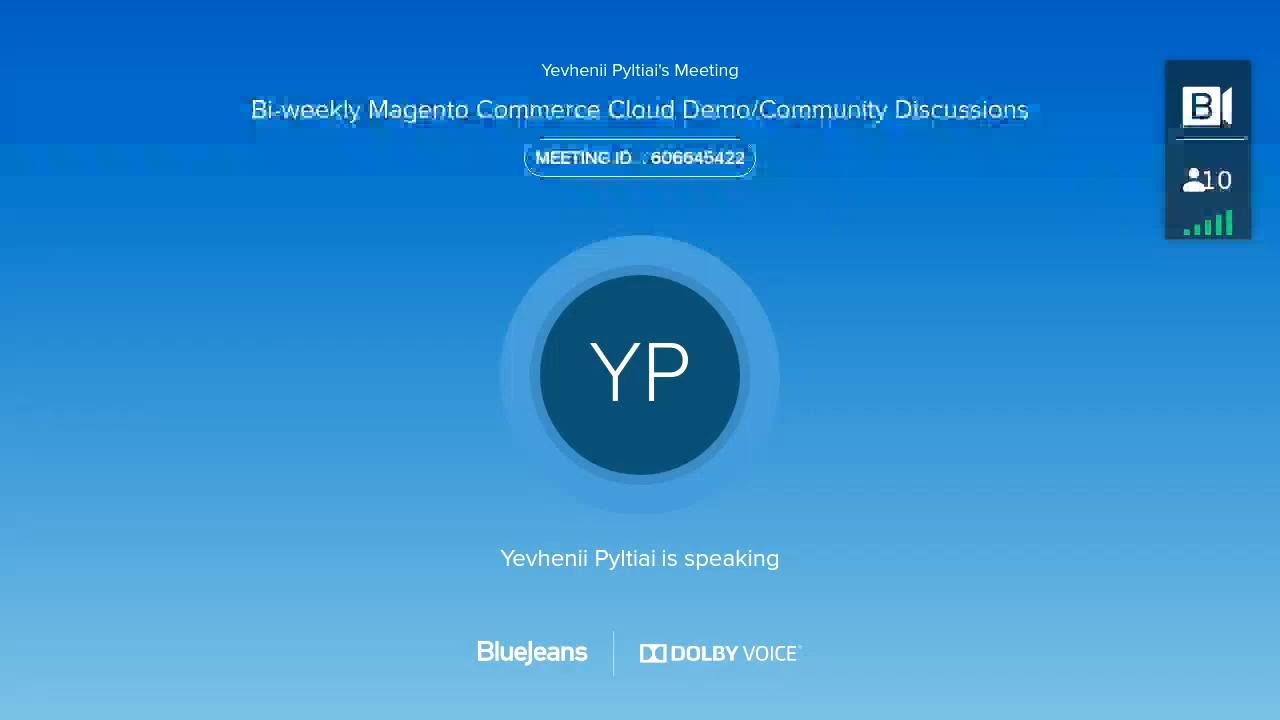 Yevhenii Pyltiai's Meeting
Bi-weekly Magento Commerce Cloud Demo/Community Discussions
MEETING ID : 606645422
B
10
YP
Yevhenii Pyltiai is speaking
BlueJeans
DOLBY VOICE